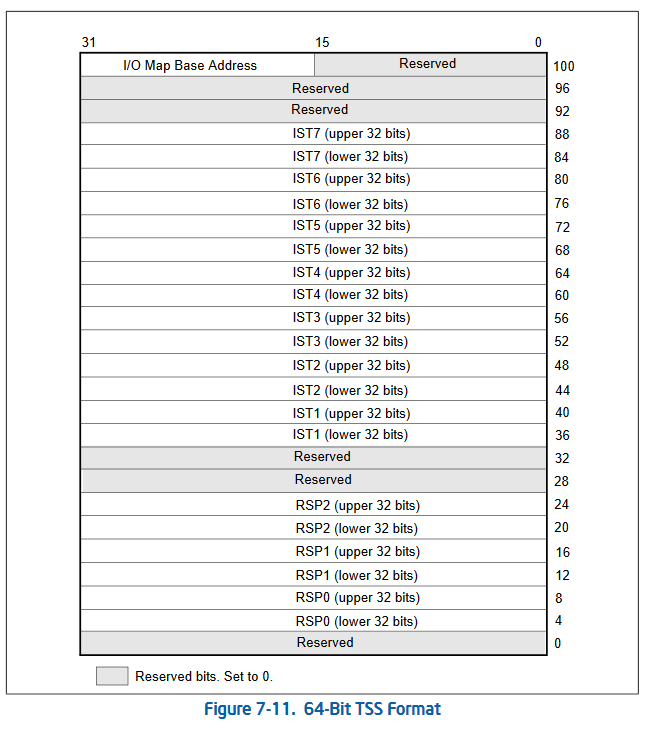 31 15 0
I/O Map Base Address Reserved 100
Reserved 96
Reserved 92
IST7 (upper 32 bits) 88
IST7 (lower 32 bits) 84
IST6 (upper 32 bits) 80
IST6 (lower 32 bits) 76
IST5 (upper 32 bits) 72
IST5 (lower 32 bits) 68
IST4 (upper 32 bits) 64
IST4 (lower 32 bits) 60
IST3 (upper 32 bits) 56
IST3 (lower 32 bits) 52
IST2 (upper 32 bits) 48
IST2 (lower 32 bits) 44
IST1 (upper 32 bits) 40
IST1 (lower 32 bits) 36
Reserved 32
Reserved 28
RSP2 (upper 32 bits) 24
RSP2 (lower 32 bits) 20
RSP1 (upper 32 bits) 16
RSP1 (lower 32 bits) 12
RSP0 (upper 32 bits) 8
RSP0 (lower 32 bits) 4
Reserved 0
Reserved bits. Set to 0.
Figure 7-11. 64-Bit TSS Format